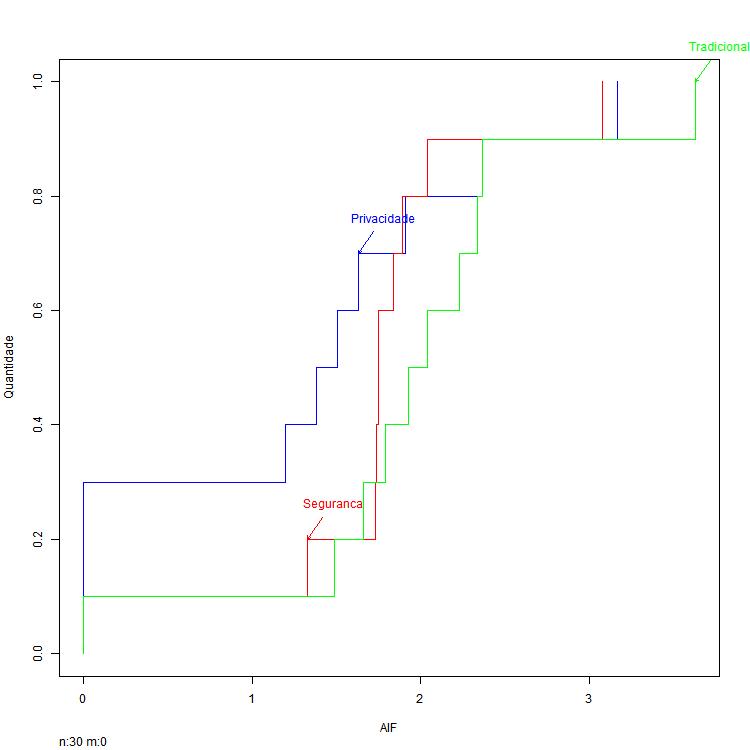 Tradicional
1.0
0.8
Privacidade
0.6
Quantidade
0.4
Seguranca
0.2
0.0
0 1 2 3
AIF
n:30 m:0